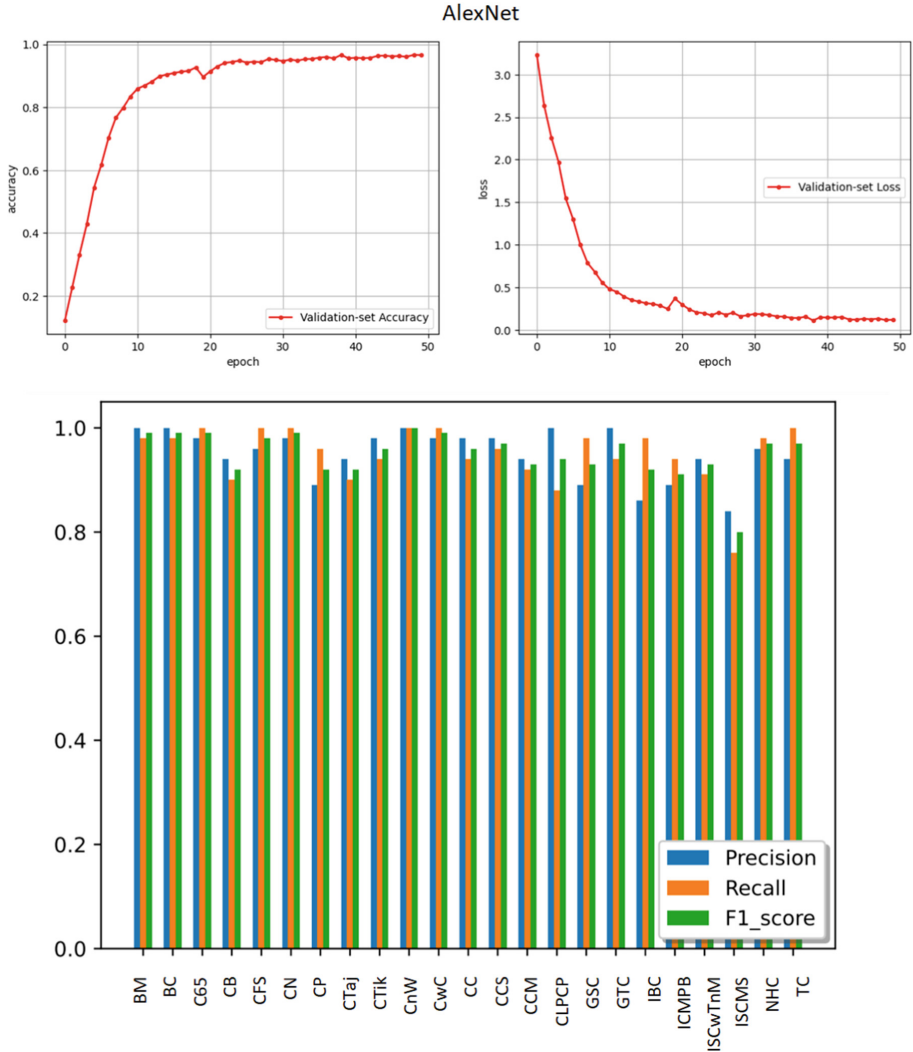 AlexNet
1.0
0.8
0.6
0.4
0.2
accuracy
Validation-set Accuracy
0 10 20 30 40 50
epoch
3.0
2.5
2.0
1.5
1.0
0.5
0.0
loss
Validation-set Loss
0 10 20 30 40 50
epoch
1.0
0.8
0.6
0.4
0.2
0.0
Precision
Recall
F1_score
BM
BC
C65
CB
CFS
CN
CP
CTaj
CTik
CnW
CwC
CC
CCS
CCM
CLPCP
GSC
GTC
IBC
ICMPB
ISCwTnM
ISCMS
NHC
TC